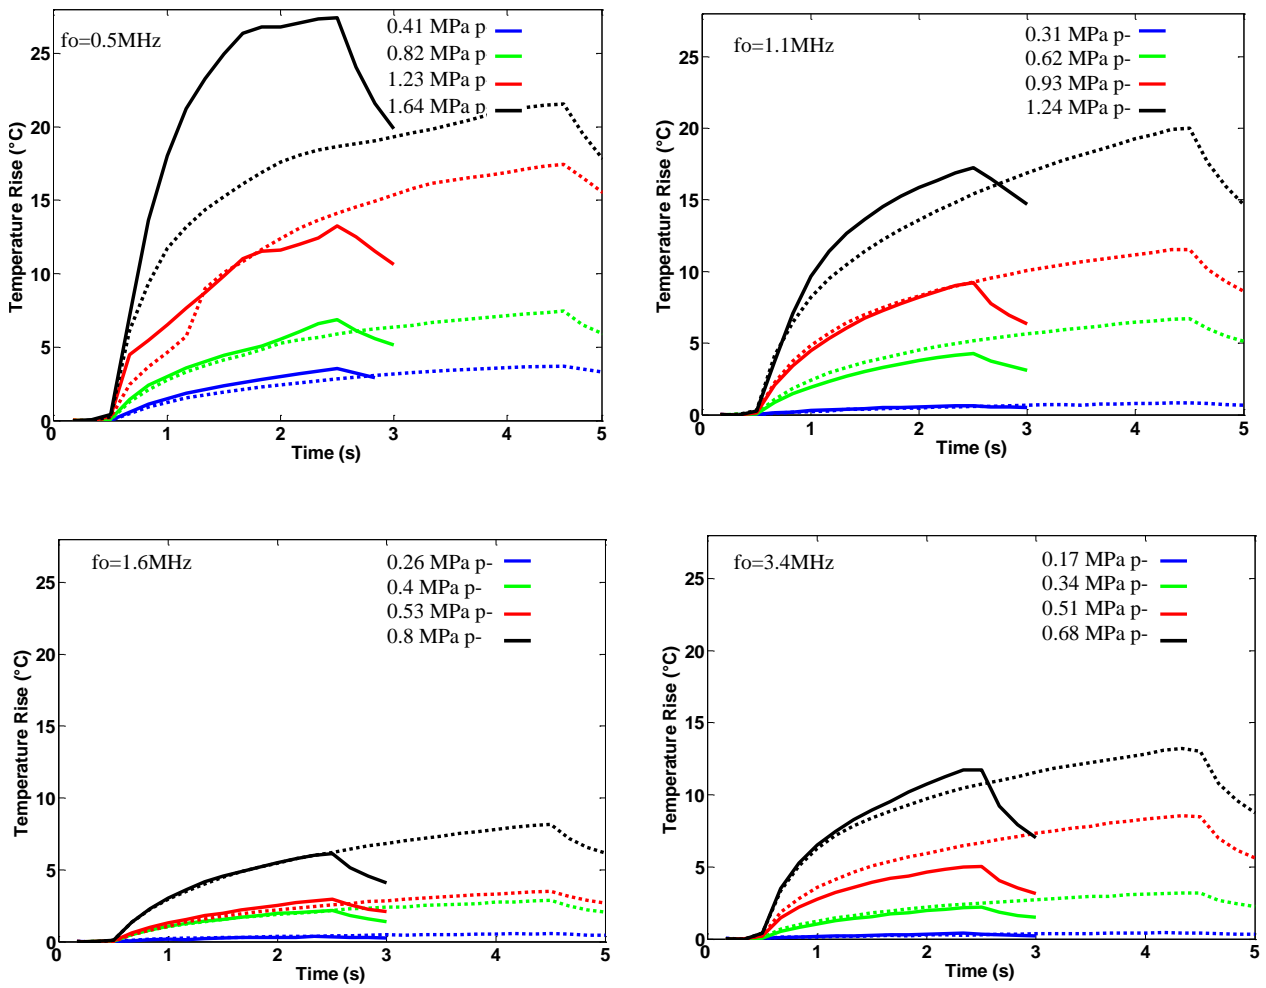 fo=0.5MHz
0.41 MPa p
0.82 MPa p-
1.23 MPa p-
1.64 MPa p
25
20
15
10
5
0
0 1 2 3 4 5
Temperature Rise (°C)
Time (s)
fo=1.1MHz
0.31 MPa p-
0.62 MPa p-
0.93 MPa p-
1.24 MPa p-
25
20
15
10
5
0
0 1 2 3 4 5
Temperature Rise (°C)
Time (s)
fo=1.6MHz
0.26 MPa p-
0.4 MPa p-
0.53 MPa p-
0.8 MPa p-
25
20
15
10
5
0
0 1 2 3 4 5
Temperature Rise (°C)
Time (s)
fo=3.4MHz
0.17 MPa p-
0.34 MPa p-
0.51 MPa p-
0.68 MPa p-
25
20
15
10
5
0
0 1 2 3 4 5
Temperature Rise (°C)
Time (s)